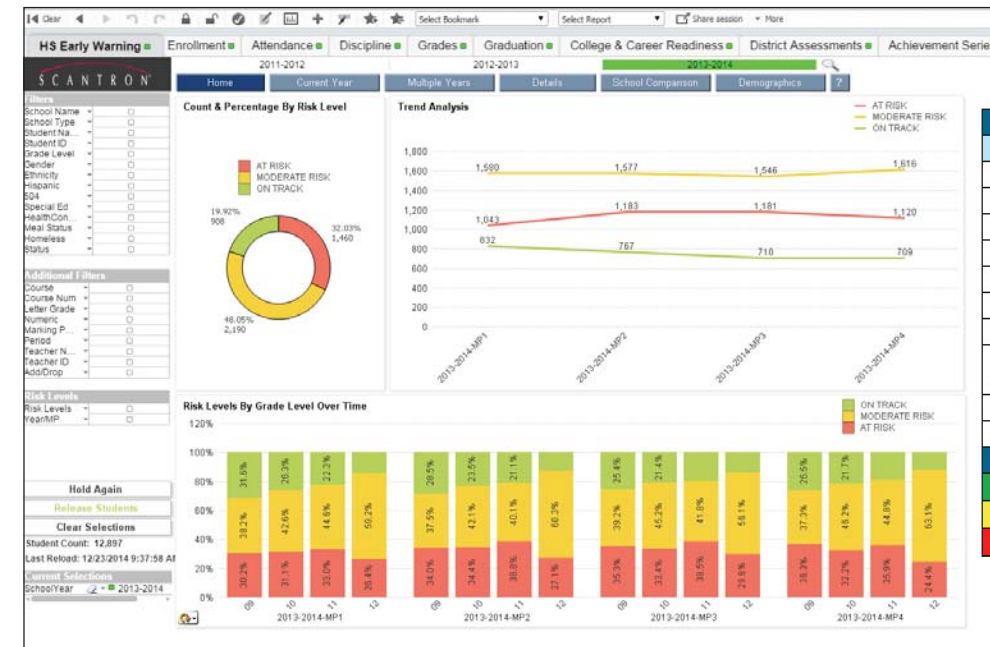 Clear
Select Bookmark
Select Report
Share session
More
HS Early Warning
Enrollment
Attendance
Discipline
Grades
Graduation
College & Career Readiness
District Assessments
Achievement Serie
2011-2012
2012-2013
2013-2014
SCANTRON
Home
Current Year
Multiple Years
Details
School Comparison
Demographics
?
Filters
School Name
School Type
Student Na...
Student ID
Grade Level
Gender
Ethnicity
Hispanic
504
Special Ed
HealthCon...
Meal Status
Homeless
Status
Additional Filters
Course
Course Num
Letter Grade
Numeric
Marking P...
Period
Teacher N...
Teacher ID
Add/Drop
Risk Levels
Risk Levels
Year/MP
Hold Again
Release Students
Clear Selections
Student Count: 12,897
Last Reload: 12/23/2014 9:37:58 AM
Current Selections
SchoolYear
2013-2014
Count & Percentage By Risk Level
AT RISK
MODERATE RISK
ON TRACK
19.92%
908
32.03%
1,460
48.05%
2,190
Trend Analysis
AT RISK
MODERATE RISK
ON TRACK
1,800
1,600
1,400
1,200
1,000
800
600
400
200
0
1,577
1,546
1,616
1,043
1,183
1,181
1,120
832
767
709
2013-2014-MP1
2013-2014-MP2
2013-2014-MP3
2013-2014-MP4
Risk Levels By Grade Level Over Time
ON TRACK
MODERATE RISK
AT RISK
120%
100%
80%
60%
40%
20%
0%
31.6%
26.3%
22.3%
28.5%
23.5%
21.1%
25.4%
21.4%
26.5%
21.7%
38.2%
42.6%
44.6%
59.2%
37.5%
42.1%
40.1%
60.3%
39.2%
45.2%
41.8%
58.1%
37.3%
46.2%
44.8%
63.1%
30.2%
31.1%
33.0%
26.4%
34.0%
34.4%
38.8%
27.1%
35.3%
33.4%
38.5%
29.8%
32.2%
35.9%
24.4%
09
10
11
12
09
10
11
12
09
10
11
12
09
10
11
12
2013-2014-MP1
2013-2014-MP2
2013-2014-MP3
2013-2014-MP4